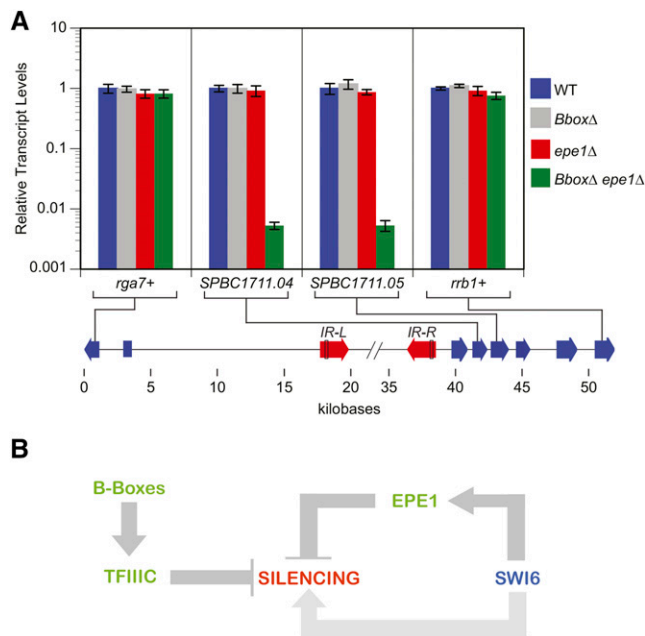 A
Relative Transcript Levels
10
1
0.1
0.01
0.001
WT
BboxΔ
epe1Δ
BboxΔ epe1Δ
rga7+ SPBC1711.04 SPBC1711.05 rrb1+
IR-L IR-R
0 5 10 15 20 35 40 45 50
kilobases
B
B-Boxes
EPE1
TFIIIC SILENCING SWI6